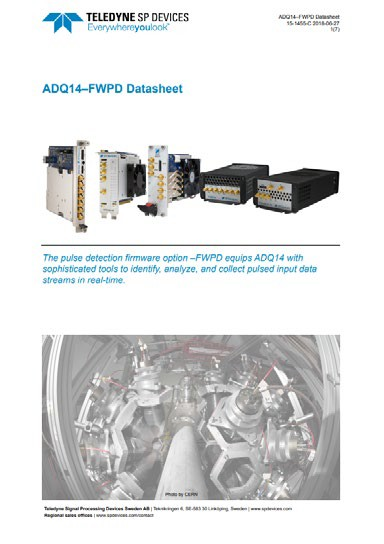 TELEDYNE SP DEVICES
Everywhereyoulook™
ADQ14–FWPD Datasheet
15-1455-C 2018-06-27
1(7)
ADQ14–FWPD Datasheet
The pulse detection firmware option –FWPD equips ADQ14 with
sophisticated tools to identify, analyze, and collect pulsed input data
streams in real-time.
Photo by CERN
Teledyne Signal Processing Devices Sweden AB | Teknikringen 6, SE-583 30 Linköping, Sweden | www.spdevices.com
Regional sales offices | www.spdevices.com/contact